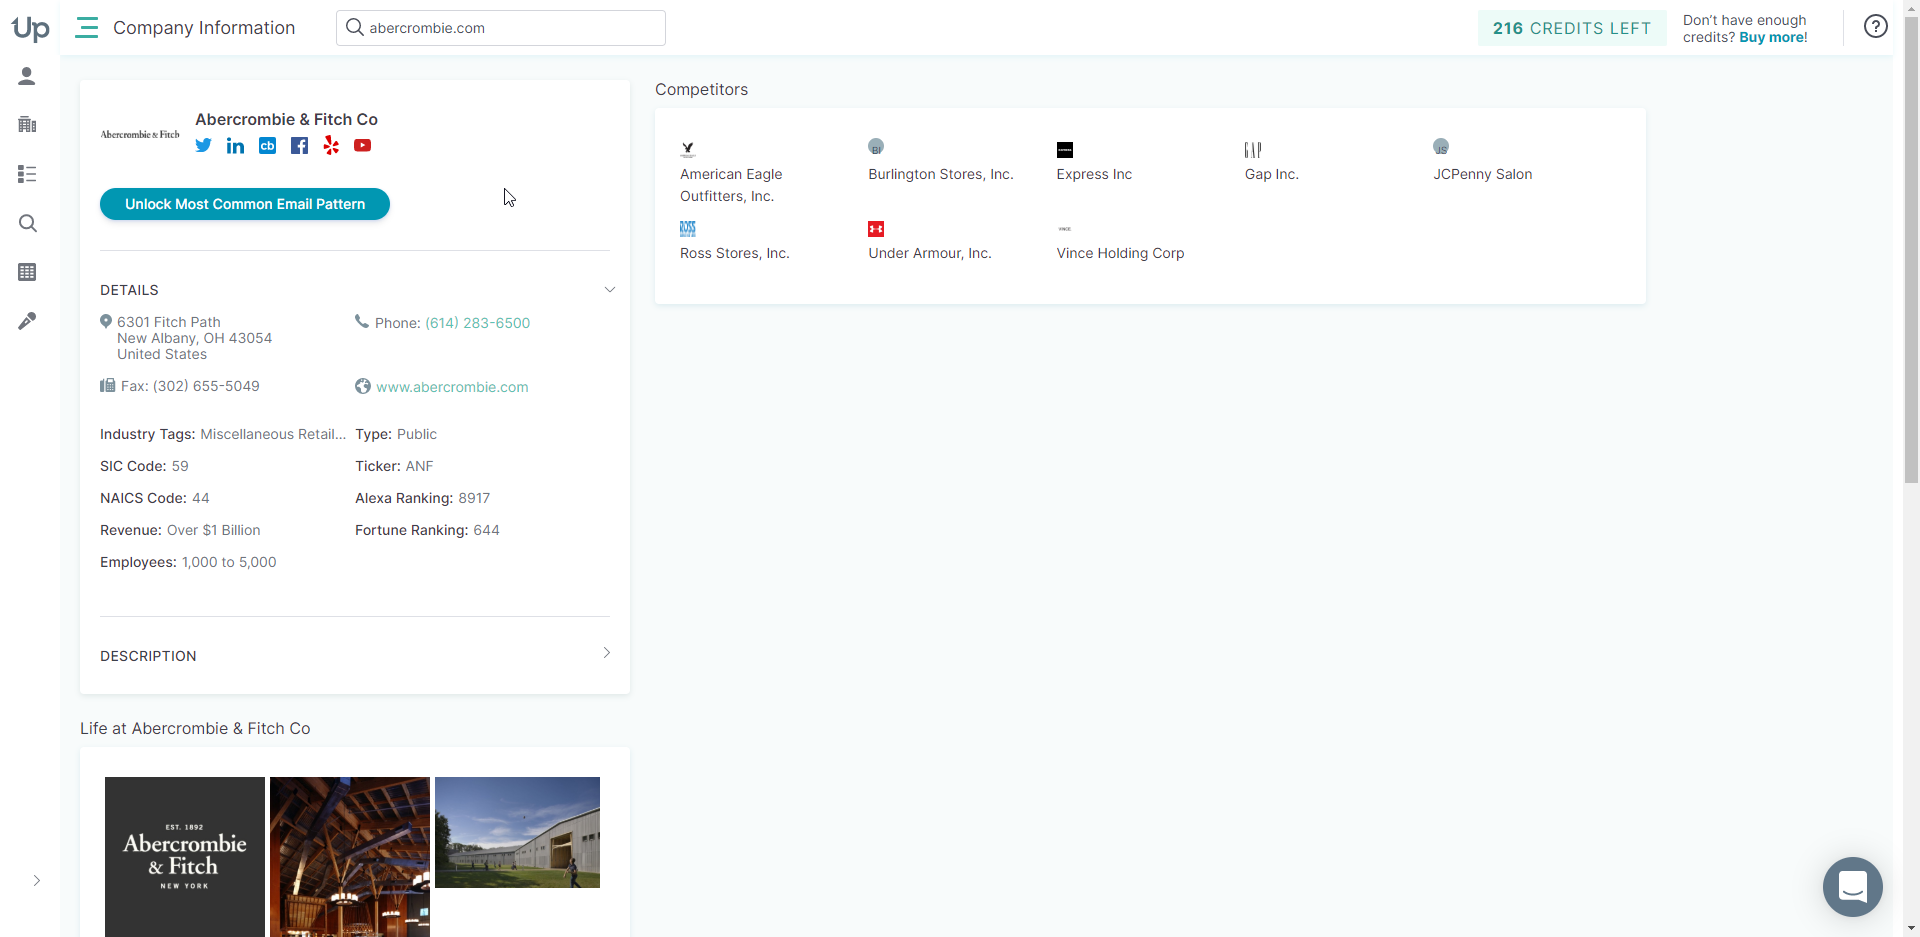 Up
Company Information
abercrombie.com
216 CREDITS LEFT
Don't have enough
credits? Buy more!
Abercrombie & Fitch
Abercrombie & Fitch Co
cb
Unlock Most Common Email Pattern
DETAILS
6301 Fitch Path
New Albany, OH 43054
United States
Phone: (614) 283-6500
Fax: (302) 655-5049
www.abercrombie.com
Industry Tags: Miscellaneous Retail...
Type: Public
SIC Code: 59
Ticker: ANF
NAICS Code: 44
Alexa Ranking: 8917
Revenue: Over $1 Billion
Fortune Ranking: 644
Employees: 1,000 to 5,000
DESCRIPTION
Life at Abercrombie & Fitch Co
EST. 1892
Abercrombie
& Fitch
NEW YORK
Competitors
American Eagle
Outfitters, Inc.
BI
Burlington Stores, Inc.
EXPRESS
Express Inc
GAP
Gap Inc.
JS
JCPenny Salon
ROSS
Ross Stores, Inc.
Under Armour, Inc.
VINCE
Vince Holding Corp